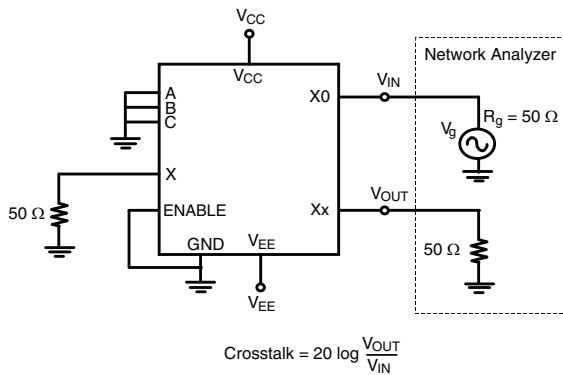 VCC
VCC
Network Analyzer
A
B
C
X0
VIN
Vg
Rg = 50 Ω
X
50 Ω
ENABLE
Xx
VOUT
50 Ω
GND
VEE
VEE
Crosstalk = 20 log VOUT/VIN